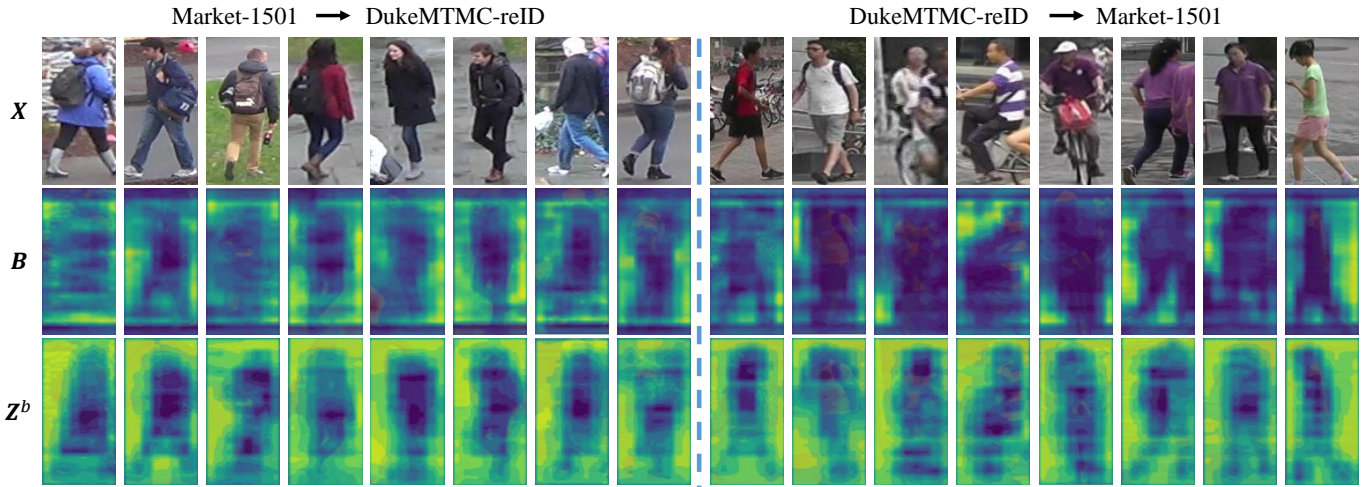 Market-1501 → DukeMTMC-reID
DukeMTMC-reID → Market-1501
X
B
Z^b